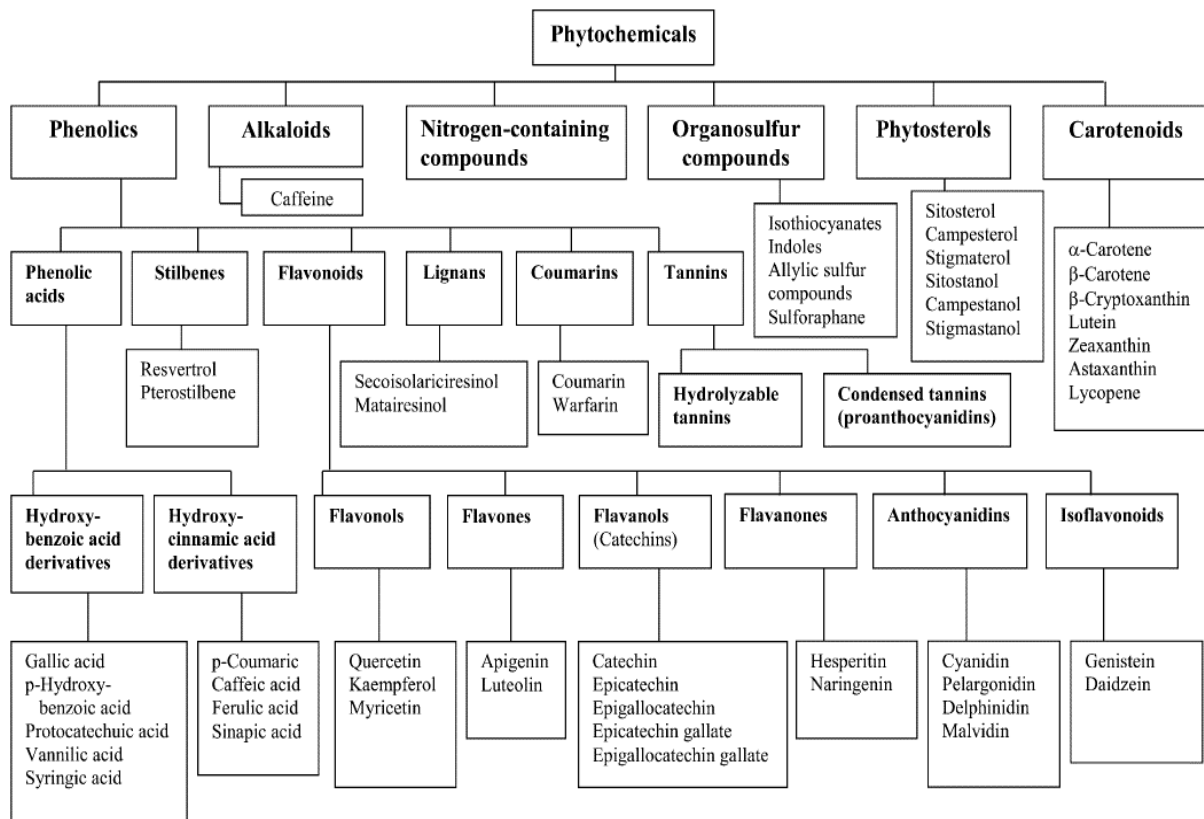 Phytochemicals
Phenolics
Alkaloids
Nitrogen-containing
compounds
Organosulfur
compounds
Phytosterols
Carotenoids
Caffeine
Isothiocyanates
Indoles
Allylic sulfur
compounds
Sulforaphane
Sitosterol
Campesterol
Stigmaterol
Sitostanol
Campestanol
Stigmastanol
α-Carotene
β-Carotene
β-Cryptoxanthin
Lutein
Zeaxanthin
Astaxanthin
Lycopene
Phenolic
acids
Stilbenes
Flavonoids
Lignans
Coumarins
Tannins
Resvertrol
Pterostilbene
Secoisolariciresinol
Matairesinol
Coumarin
Warfarin
Hydrolyzable
tannins
Condensed tannins
(proanthocyanidins)
Hydroxy-
benzoic acid
derivatives
Hydroxy-
cinnamic acid
derivatives
Flavonols
Flavones
Flavanols
(Catechins)
Flavanones
Anthocyanidins
Isoflavonoids
Gallic acid
p-Hydroxy-
benzoic acid
Protocatechuic acid
Vannilic acid
Syringic acid
p-Coumaric
Caffeic acid
Ferulic acid
Sinapic acid
Quercetin
Kaempferol
Myricetin
Apigenin
Luteolin
Catechin
Epicatechin
Epigallocatechin
Epicatechin gallate
Epigallocatechin gallate
Hesperitin
Naringenin
Cyanidin
Pelargonidin
Delphinidin
Malvidin
Genistein
Daidzein